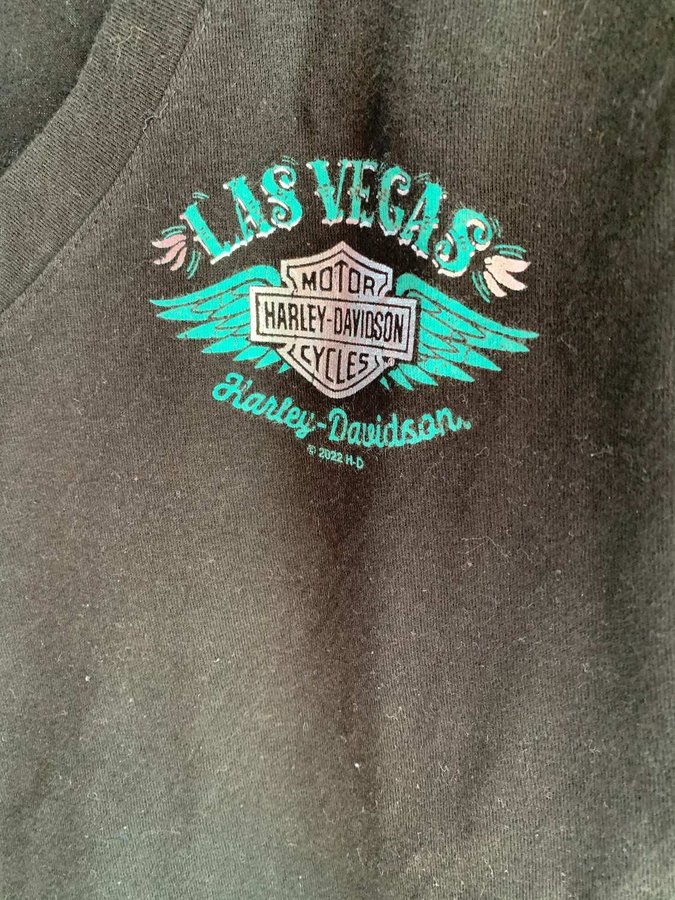 LAS VEGAS
MOTOR
HARLEY-DAVIDSON
CYCLES
Harley-Davidson.
© 2022 H-D